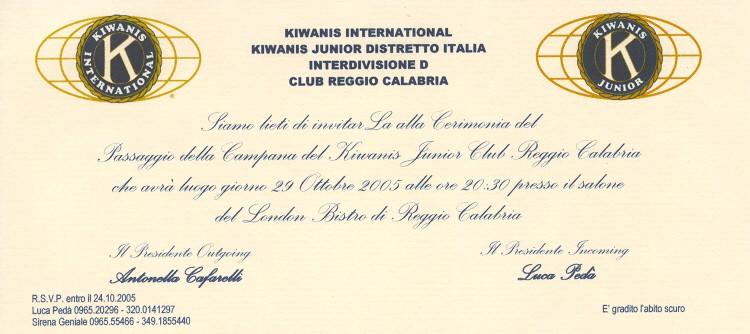 KIWANIS INTERNATIONAL
K
KIWANIS INTERNATIONAL
KIWANIS JUNIOR DISTRETTO ITALIA
INTERDIVISIONE D
CLUB REGGIO CALABRIA
KIWANIS JUNIOR
K
Siamo lieti di invitarLa alla Cerimonia del
Passaggio della Campana del Kiwanis Junior Club Reggio Calabria
che avrà luogo giorno 29 Ottobre 2005 alle ore 20:30 presso il salone
del London Bistro di Reggio Calabria
Il Presidente Outgoing
Antonella Cafarelli
Il Presidente Incoming
Luca Pedà
R.S.V.P. entro il 24.10.2005
Luca Pedà 0965.20296 - 320.0141297
Sirena Geniale 0965.55466 - 349.1855440
E' gradito l'abito scuro